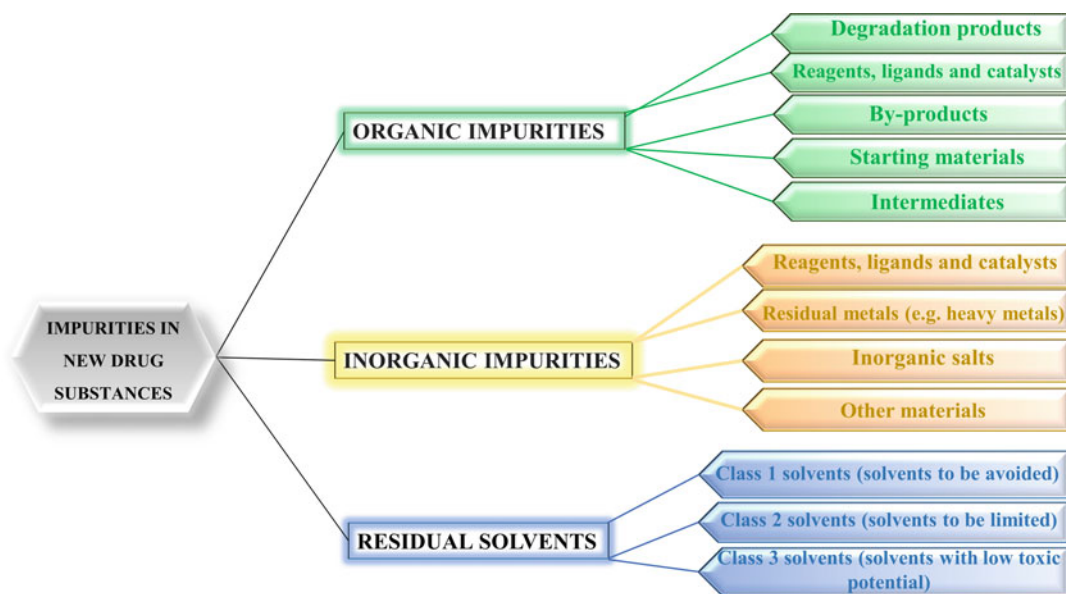 IMPURITIES IN
NEW DRUG
SUBSTANCES
ORGANIC IMPURITIES
Degradation products
Reagents, ligands and catalysts
By-products
Starting materials
Intermediates
INORGANIC IMPURITIES
Reagents, ligands and catalysts
Residual metals (e.g. heavy metals)
Inorganic salts
Other materials
RESIDUAL SOLVENTS
Class 1 solvents (solvents to be avoided)
Class 2 solvents (solvents to be limited)
Class 3 solvents (solvents with low toxic
potential)